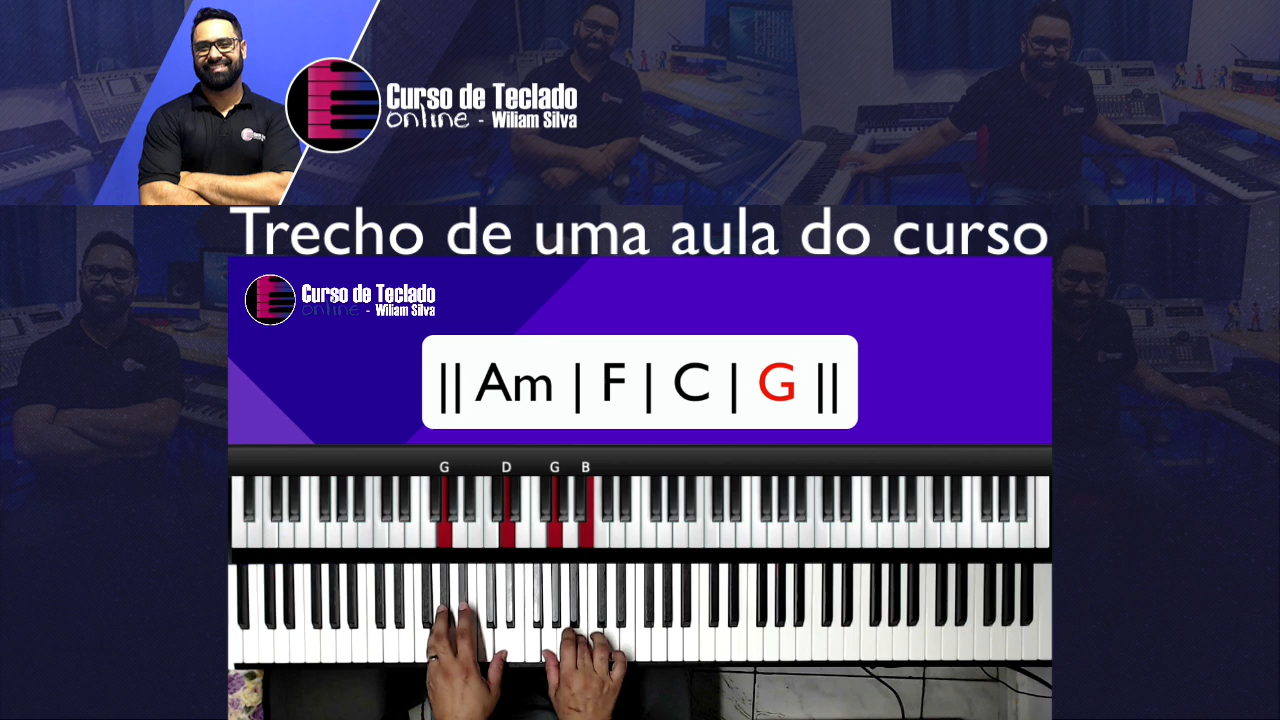 Curso de Teclado
online - Wiliam Silva
Trecho de uma aula do curso
Curso de Teclado
online - Wiliam Silva
|| Am | F | C | G ||
G D G B